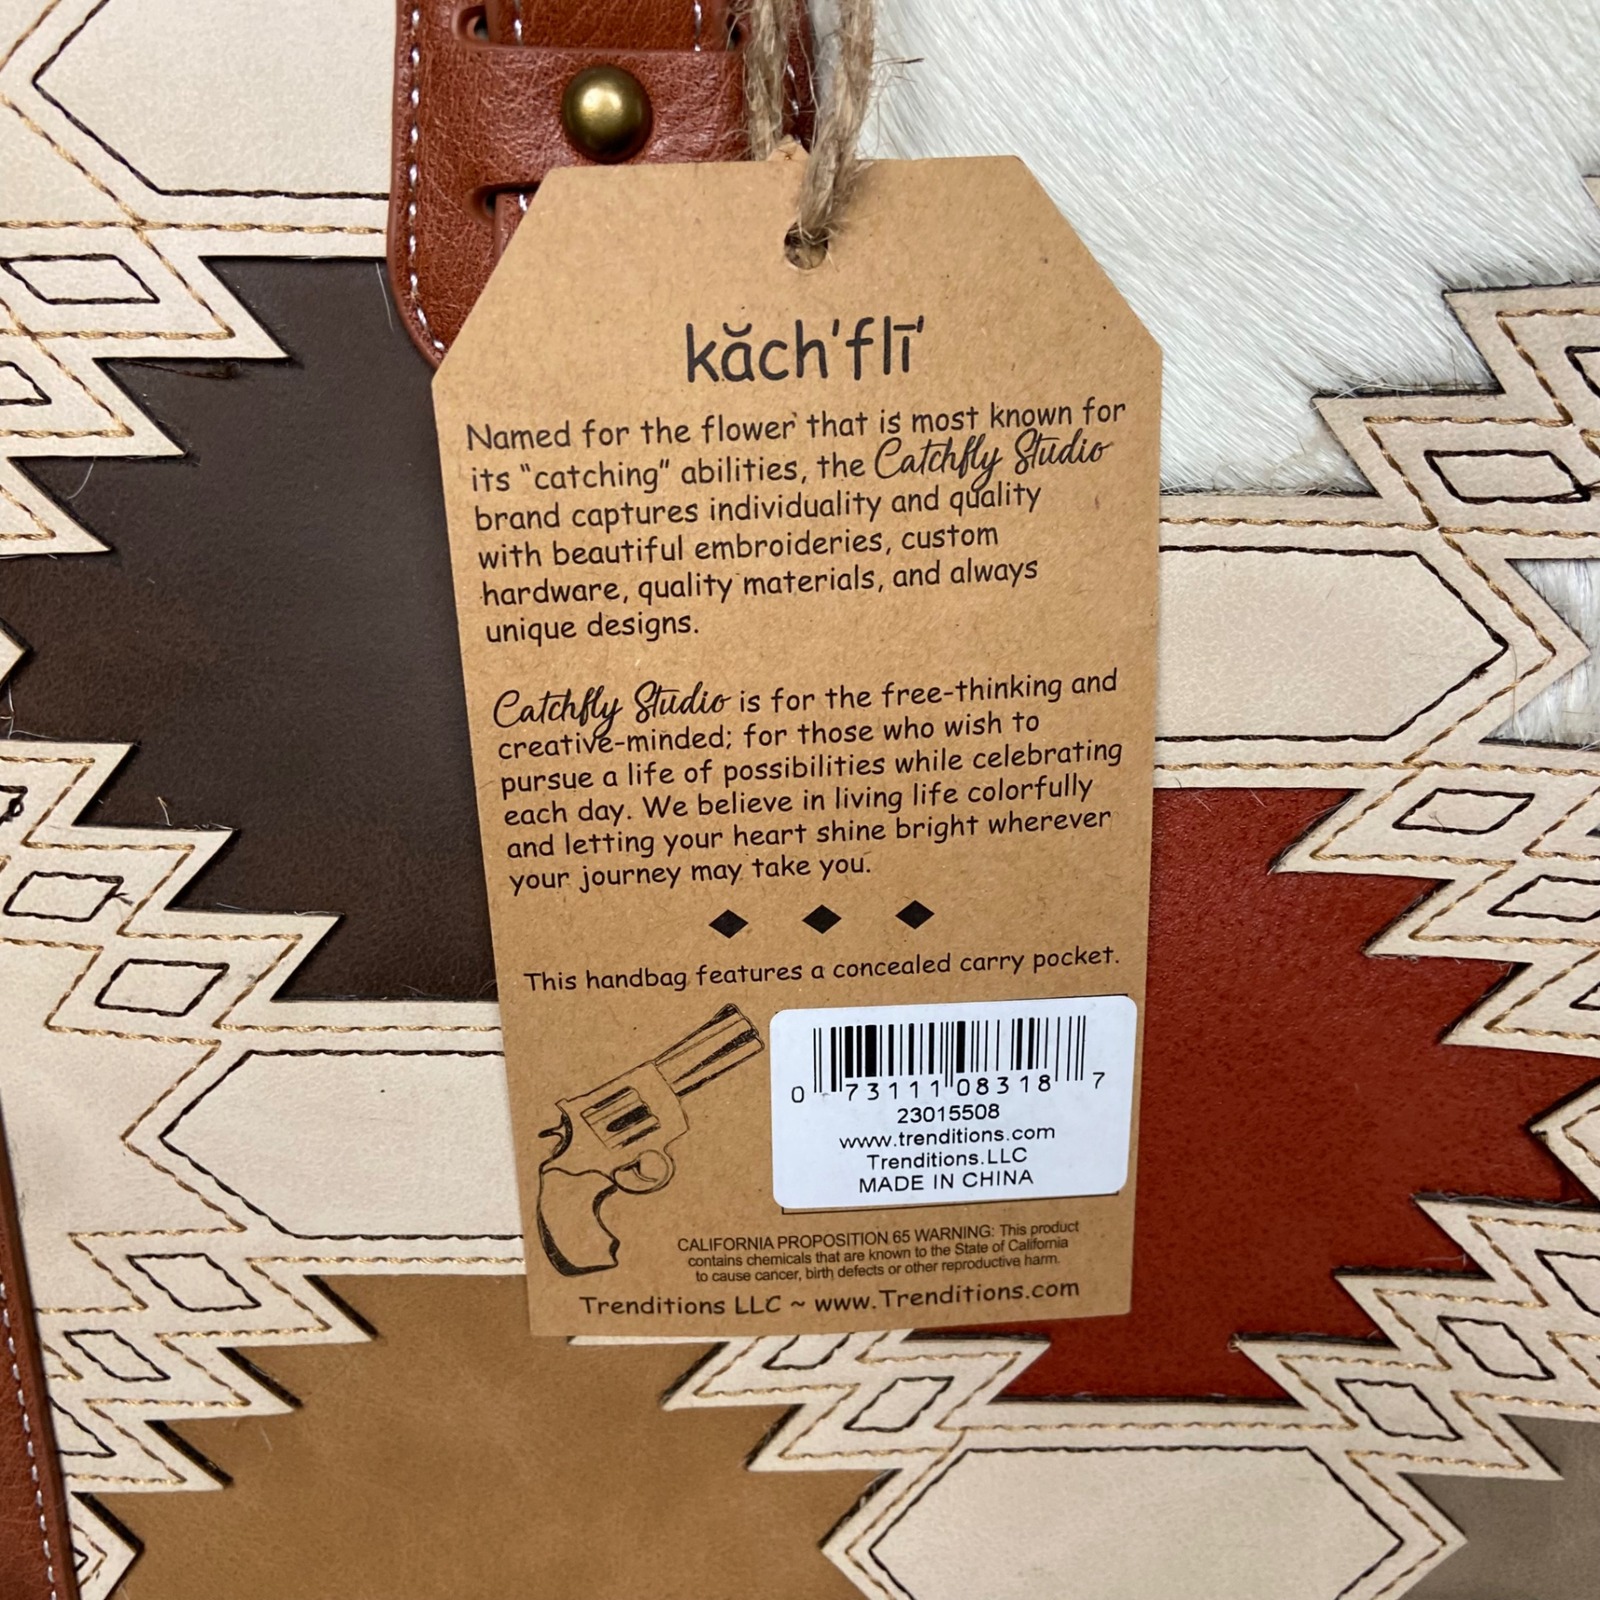 kăch'flī'
Named for the flower that is most known for
its “catching” abilities, the Catchfly Studio
brand captures individuality and quality
with beautiful embroideries, custom
hardware, quality materials, and always
unique designs.
Catchfly Studio is for the free-thinking and
creative-minded; for those who wish to
pursue a life of possibilities while celebrating
each day. We believe in living life colorfully
and letting your heart shine bright wherever
your journey may take you.
This handbag features a concealed carry pocket.
0 73111 08318 7
23015508
www.trenditions.com
Trenditions.LLC
MADE IN CHINA
CALIFORNIA PROPOSITION 65 WARNING: This product
contains chemicals that are known to the State of California
to cause cancer, birth defects or other reproductive harm.
Trenditions LLC ~ www.Trenditions.com